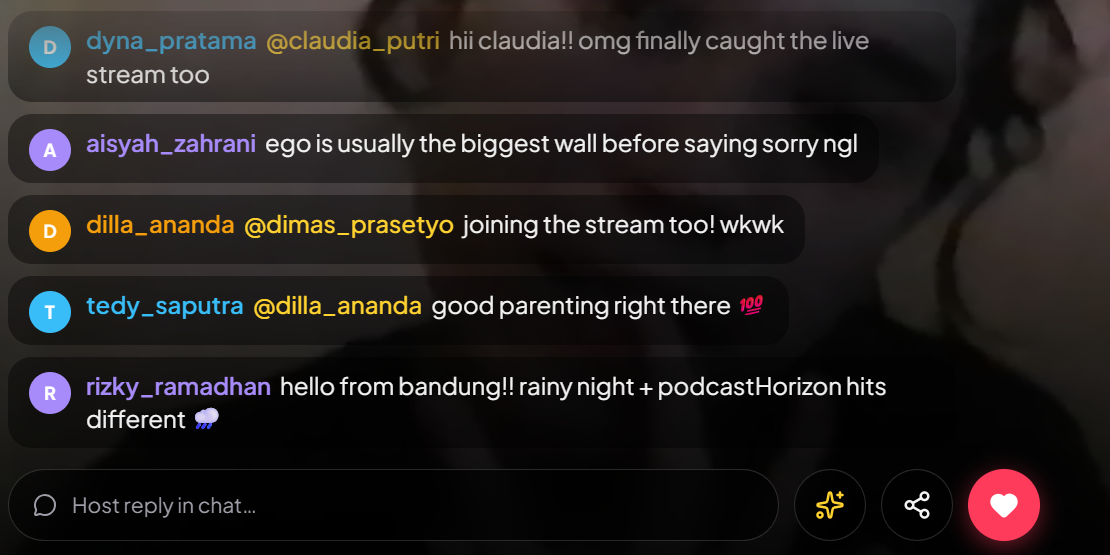 D
dyna_pratama @claudia_putri hii claudia!! omg finally caught the live
stream too
A
aisyah_zahrani ego is usually the biggest wall before saying sorry ngl
D
dilla_ananda @dimas_prasetyo joining the stream too! wkwk
T
tedy_saputra @dilla_ananda good parenting right there 💯
R
rizky_ramadhan hello from bandung!! rainy night + podcastHorizon hits
different 🌧️
Host reply in chat...